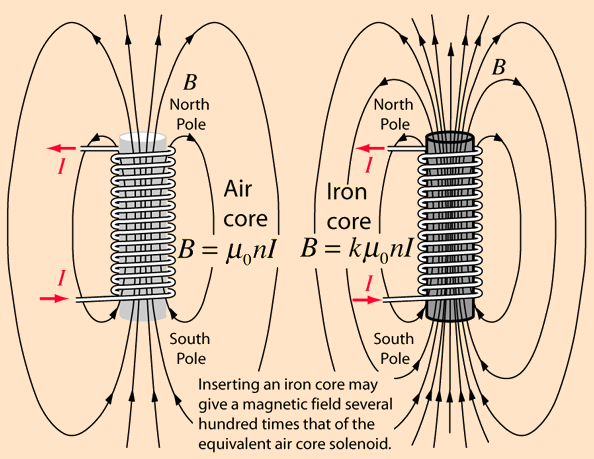 B
North
Pole
I
Air
core
B = μ₀nI
I
South
Pole
B
North
Pole
I
Iron
core
B = kμ₀nI
I
South
Pole
Inserting an iron core may
give a magnetic field several
hundred times that of the
equivalent air core solenoid.